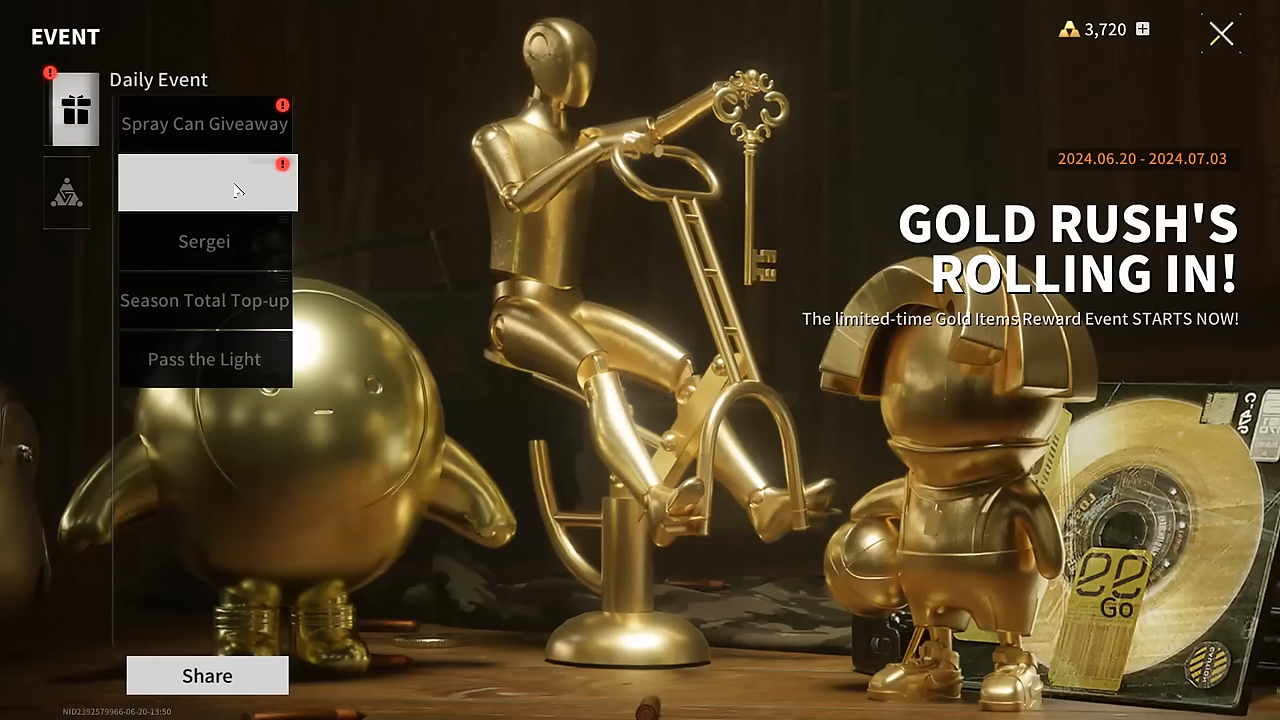 EVENT
3,720
Daily Event
Spray Can Giveaway
Sergei
Season Total Top-up
Pass the Light
Share
2024.06.20 - 2024.07.03
GOLD RUSH'S
ROLLING IN!
The limited-time Gold Items Reward Event STARTS NOW!
Go
CAUTION
NID2392579966-06-20-13:50